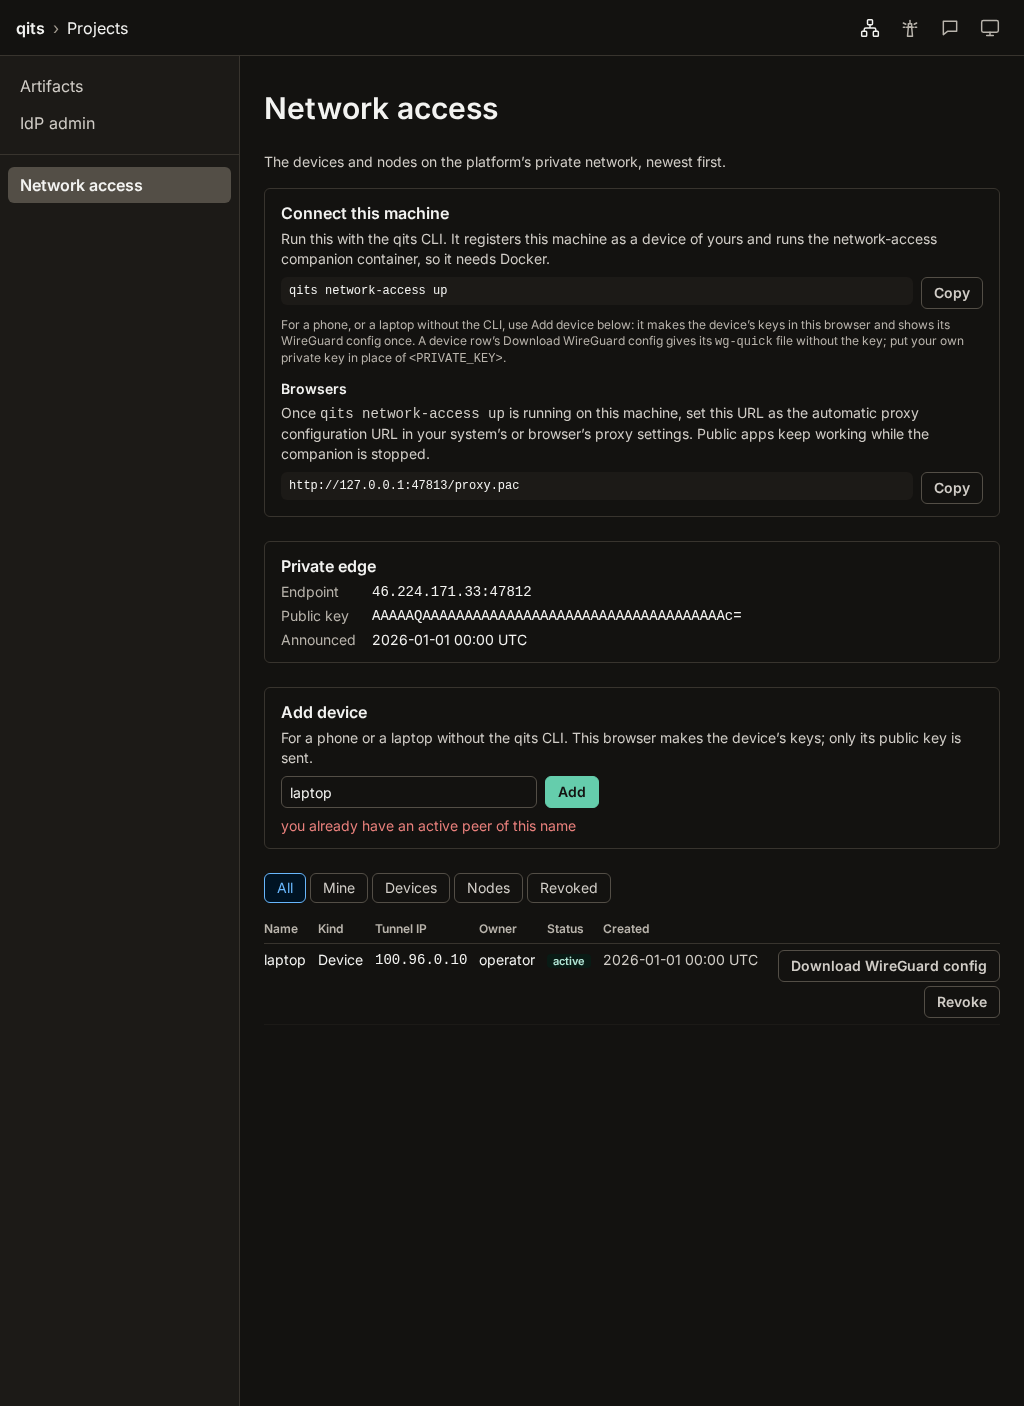 qits › Projects
Artifacts
IdP admin
Network access
Network access
The devices and nodes on the platform’s private network, newest first.
Connect this machine
Run this with the qits CLI. It registers this machine as a device of yours and runs the network-access
companion container, so it needs Docker.
qits network-access up
Copy
For a phone, or a laptop without the CLI, use Add device below: it makes the device’s keys in this browser and shows its
WireGuard config once. A device row’s Download WireGuard config gives its wg-quick file without the key; put your own
private key in place of <PRIVATE_KEY>.
Browsers
Once qits network-access up is running on this machine, set this URL as the automatic proxy
configuration URL in your system’s or browser’s proxy settings. Public apps keep working while the
companion is stopped.
http://127.0.0.1:47813/proxy.pac
Copy
Private edge
Endpoint 46.224.171.33:47812
Public key AAAAAQAAAAAAAAAAAAAAAAAAAAAAAAAAAAAAAAAAAAAc=
Announced 2026-01-01 00:00 UTC
Add device
For a phone or a laptop without the qits CLI. This browser makes the device’s keys; only its public key is
sent.
laptop Add
you already have an active peer of this name
All Mine Devices Nodes Revoked
Name Kind Tunnel IP Owner Status Created
laptop Device 100.96.0.10 operator active 2026-01-01 00:00 UTC Download WireGuard config
Revoke